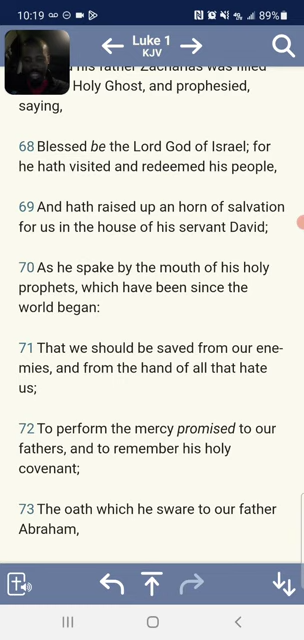 10:19
89%
Luke 1
KJV
his father Zacharias was filled
Holy Ghost, and prophesied,
saying,
68 Blessed be the Lord God of Israel; for
he hath visited and redeemed his people,
69 And hath raised up an horn of salvation
for us in the house of his servant David;
70 As he spake by the mouth of his holy
prophets, which have been since the
world began:
71 That we should be saved from our ene-
mies, and from the hand of all that hate
us;
72 To perform the mercy promised to our
fathers, and to remember his holy
covenant;
73 The oath which he sware to our father
Abraham,